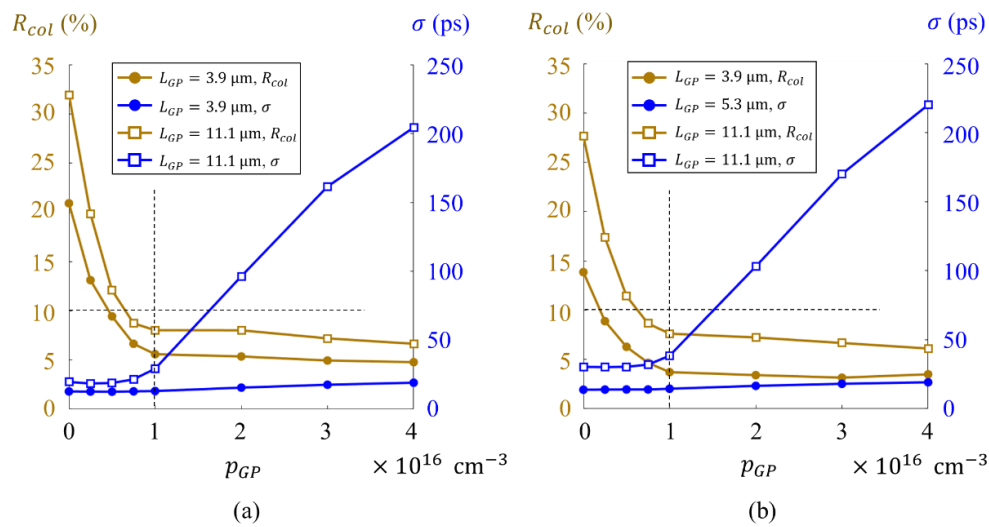 R_col (%) σ (ps)
35 250
30 200
25
20 150
15 100
10
5 50
0 0
L_GP = 3.9 μm, R_col
L_GP = 3.9 μm, σ
L_GP = 11.1 μm, R_col
L_GP = 11.1 μm, σ
0 1 2 3 4
p_GP × 10^16 cm^−3
(a)
R_col (%) σ (ps)
35 250
30 200
25
20 150
15 100
10
5 50
0 0
L_GP = 3.9 μm, R_col
L_GP = 5.3 μm, σ
L_GP = 11.1 μm, R_col
L_GP = 11.1 μm, σ
0 1 2 3 4
p_GP × 10^16 cm^−3
(b)